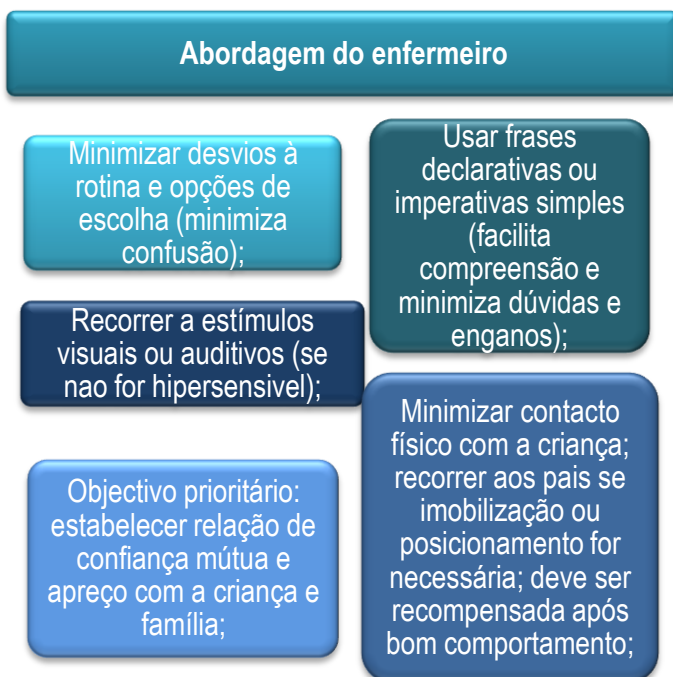 Abordagem do enfermeiro
Minimizar desvios à
rotina e opções de
escolha (minimiza
confusão);
Usar frases
declarativas ou
imperativas simples
(facilita
compreensão e
minimiza dúvidas e
enganos);
Recorrer a estímulos
visuais ou auditivos (se
nao for hipersensivel);
Minimizar contacto
físico com a criança;
recorrer aos pais se
imobilização ou
posicionamento for
necessária; deve ser
recompensada após
bom comportamento;
Objectivo prioritário:
estabelecer relação de
confiança mútua e
apreço com a criança e
família;